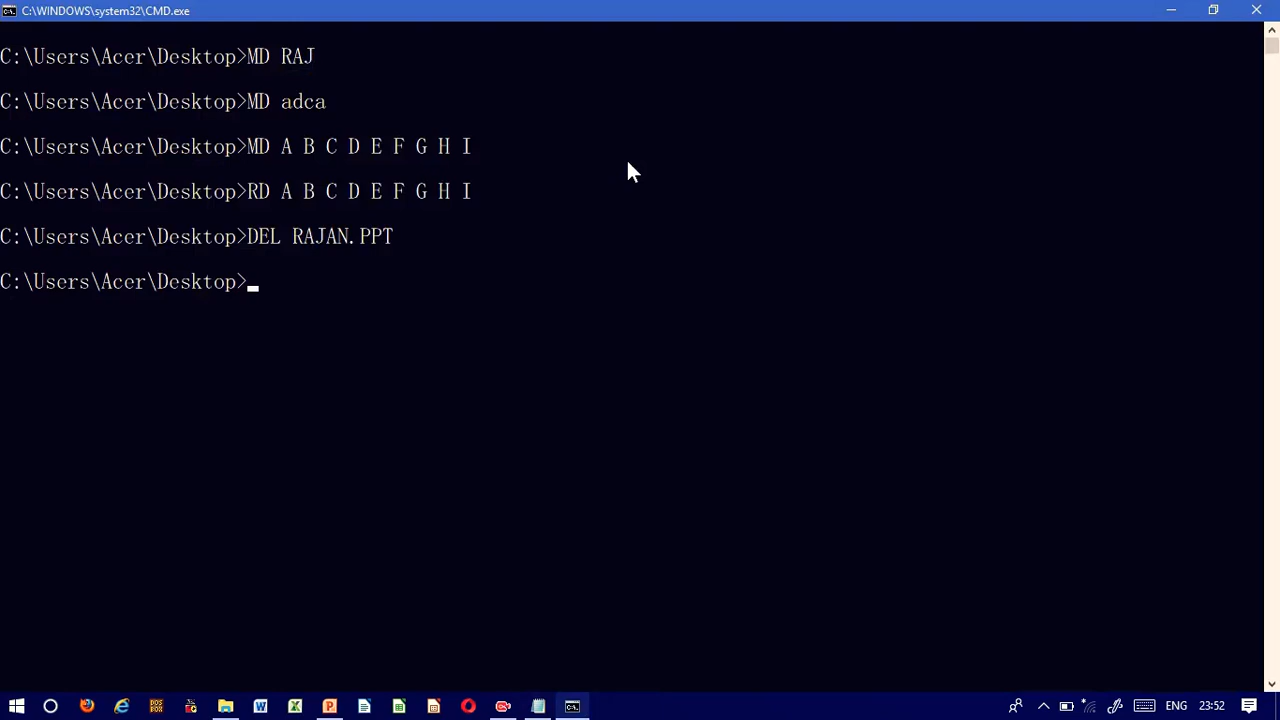 C:\WINDOWS\system32\CMD.exe
C:\Users\Acer\Desktop>MD RAJ
C:\Users\Acer\Desktop>MD adca
C:\Users\Acer\Desktop>MD A B C D E F G H I
C:\Users\Acer\Desktop>RD A B C D E F G H I
C:\Users\Acer\Desktop>DEL RAJAN.PPT
C:\Users\Acer\Desktop>
ENG 23:52